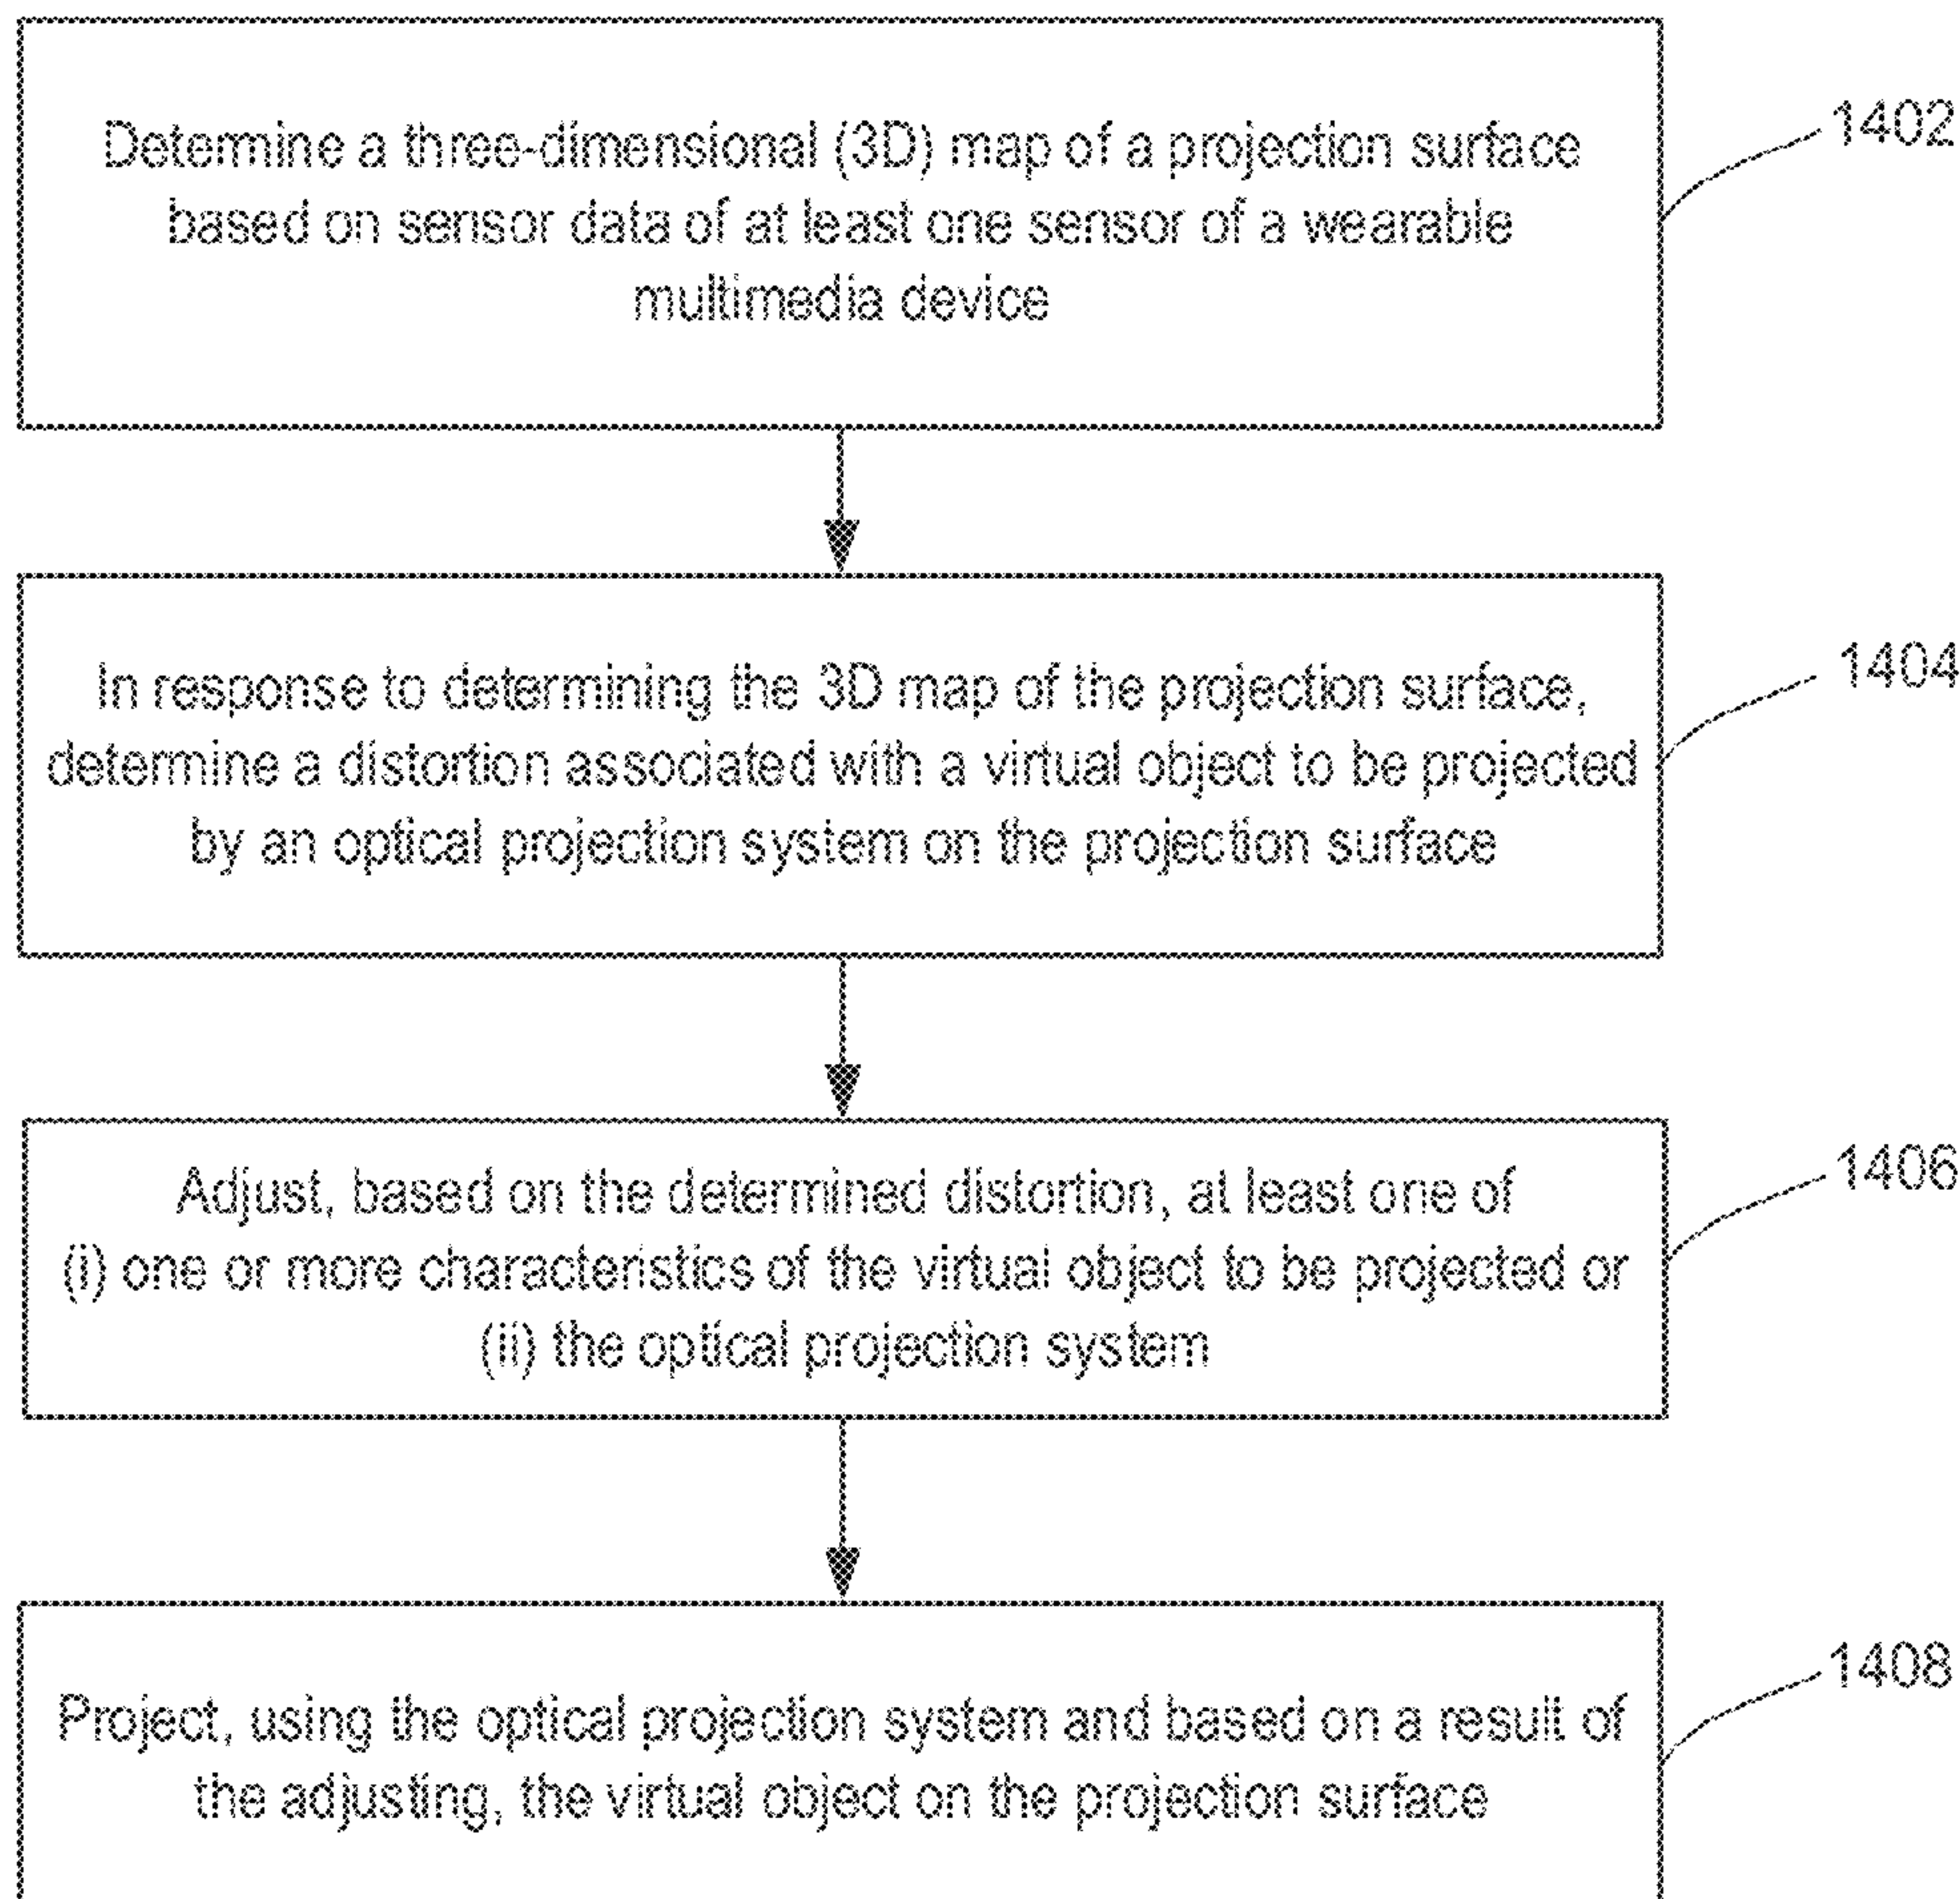 Determine a three-dimensional (3D) map of a projection surface
based on sensor data of at least one sensor of a wearable
multimedia device
1402
In response to determining the 3D map of the projection surface,
determine a distortion associated with a virtual object to be projected
by an optical projection system on the projection surface
1404
Adjust, based on the determined distortion, at least one of
(i) one or more characteristics of the virtual object to be projected or
(ii) the optical projection system
1406
Project, using the optical projection system and based on a result of
the adjusting, the virtual object on the projection surface
1408